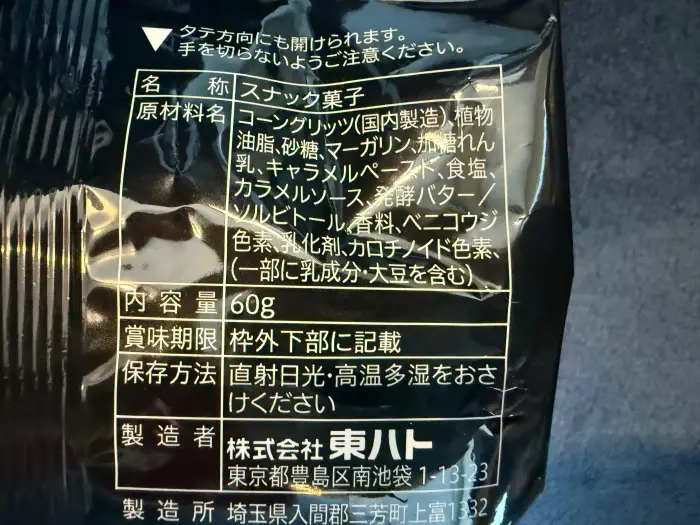 ▼タテ方向にも開けられます。
手を切らないようご注意ください。
名称 スナック菓子
原材料名 コーングリッツ(国内製造)、植物
油脂、砂糖、マーガリン、加糖れん
乳、キャラメルペースト、食塩、
カラメルソース、発酵バター/
ソルビトール、香料、ベニコウジ
色素、乳化剤、カロチノイド色素、
(一部に乳成分・大豆を含む)
内容量 60g
賞味期限 枠外下部に記載
保存方法 直射日光・高温多湿をおさ
けください
製造者 株式会社 東ハト
東京都豊島区南池袋 1-13-23
製造所 埼玉県入間郡三芳町上富1332